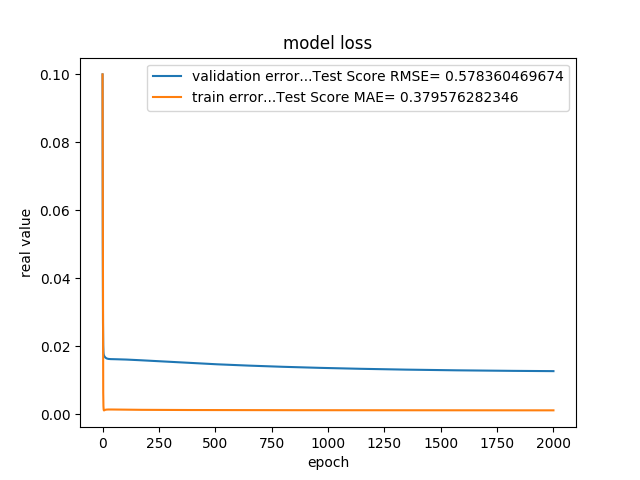 model loss
validation error...Test Score RMSE= 0.578360469674
train error...Test Score MAE= 0.379576282346
0.10
0.08
0.06
0.04
0.02
0.00
real value
0 250 500 750 1000 1250 1500 1750 2000
epoch